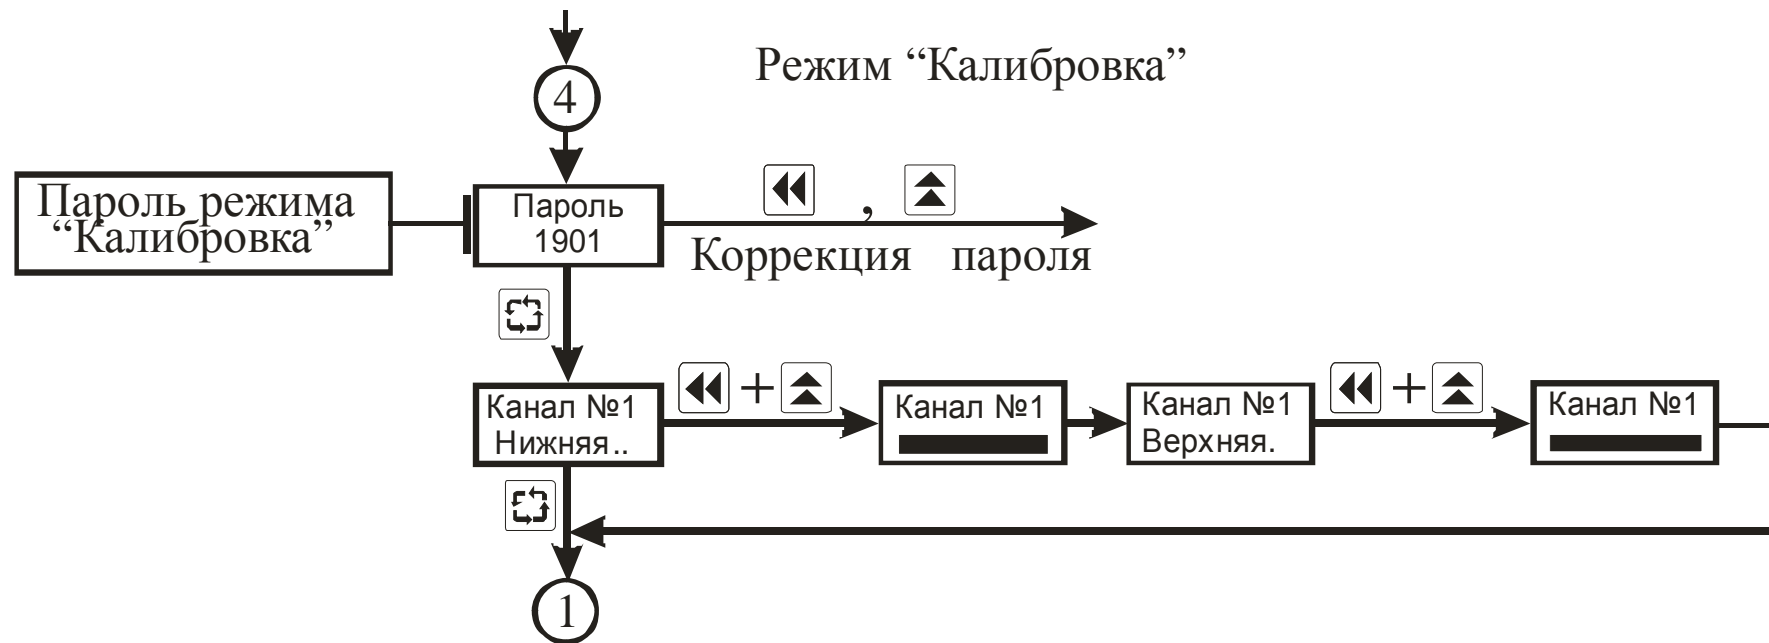 Режим “Калибровка”
4
Пароль режима
“Калибровка”
Пароль
1901
,
Коррекция пароля
Канал №1
Нижняя..
+
Канал №1
Канал №1
Верхняя.
+
Канал №1
1